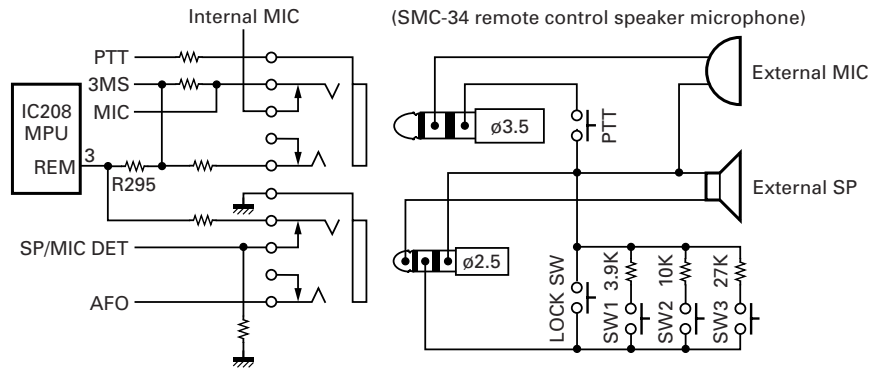 Internal MIC
(SMC-34 remote control speaker microphone)
PTT
3MS
MIC
IC208
MPU
REM
3
R295
SP/MIC DET
AFO
ø3.5
PTT
External MIC
External SP
ø2.5
LOCK SW
SW1 3.9K
SW2 10K
SW3 27K